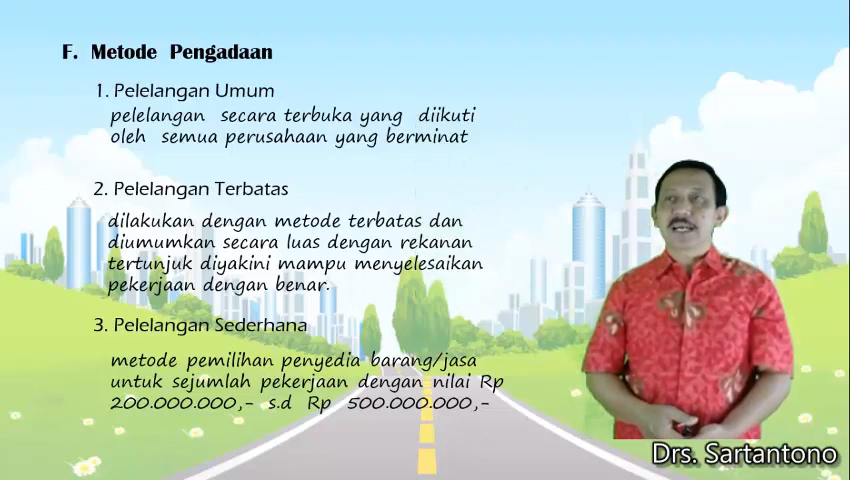 F. Metode Pengadaan
1. Pelelangan Umum
pelelangan secara terbuka yang diikuti
oleh semua perusahaan yang berminat
2. Pelelangan Terbatas
dilakukan dengan metode terbatas dan
diumumkan secara luas dengan rekanan
tertunjuk diyakini mampu menyelesaikan
pekerjaan dengan benar.
3. Pelelangan Sederhana
metode pemilihan penyedia barang/jasa
untuk sejumlah pekerjaan dengan nilai Rp
200.000.000,- s.d Rp 500.000.000,-
Drs. Sartantono